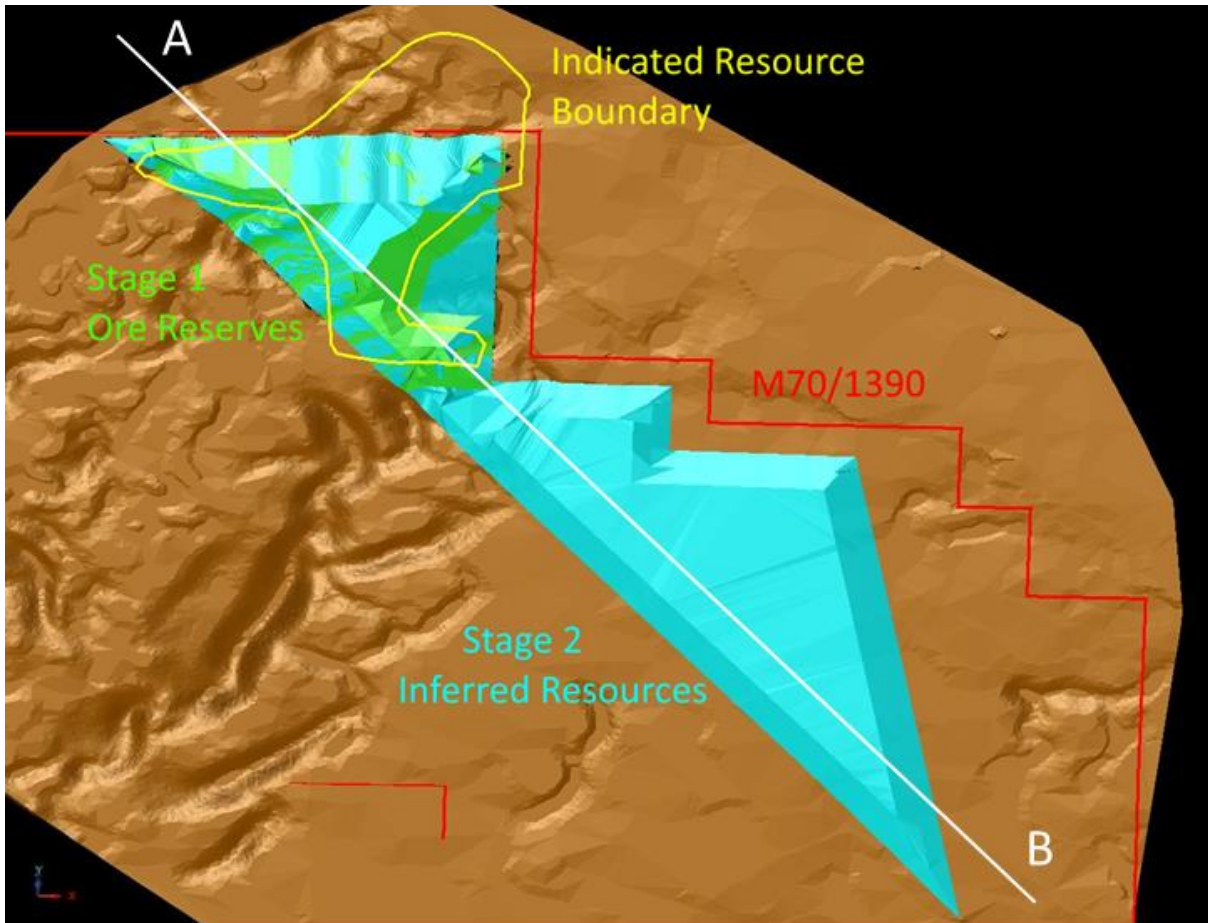 A
Indicated Resource
Boundary
Stage 1
Ore Reserves
M70/1390
Stage 2
Inferred Resources
B
Y
X